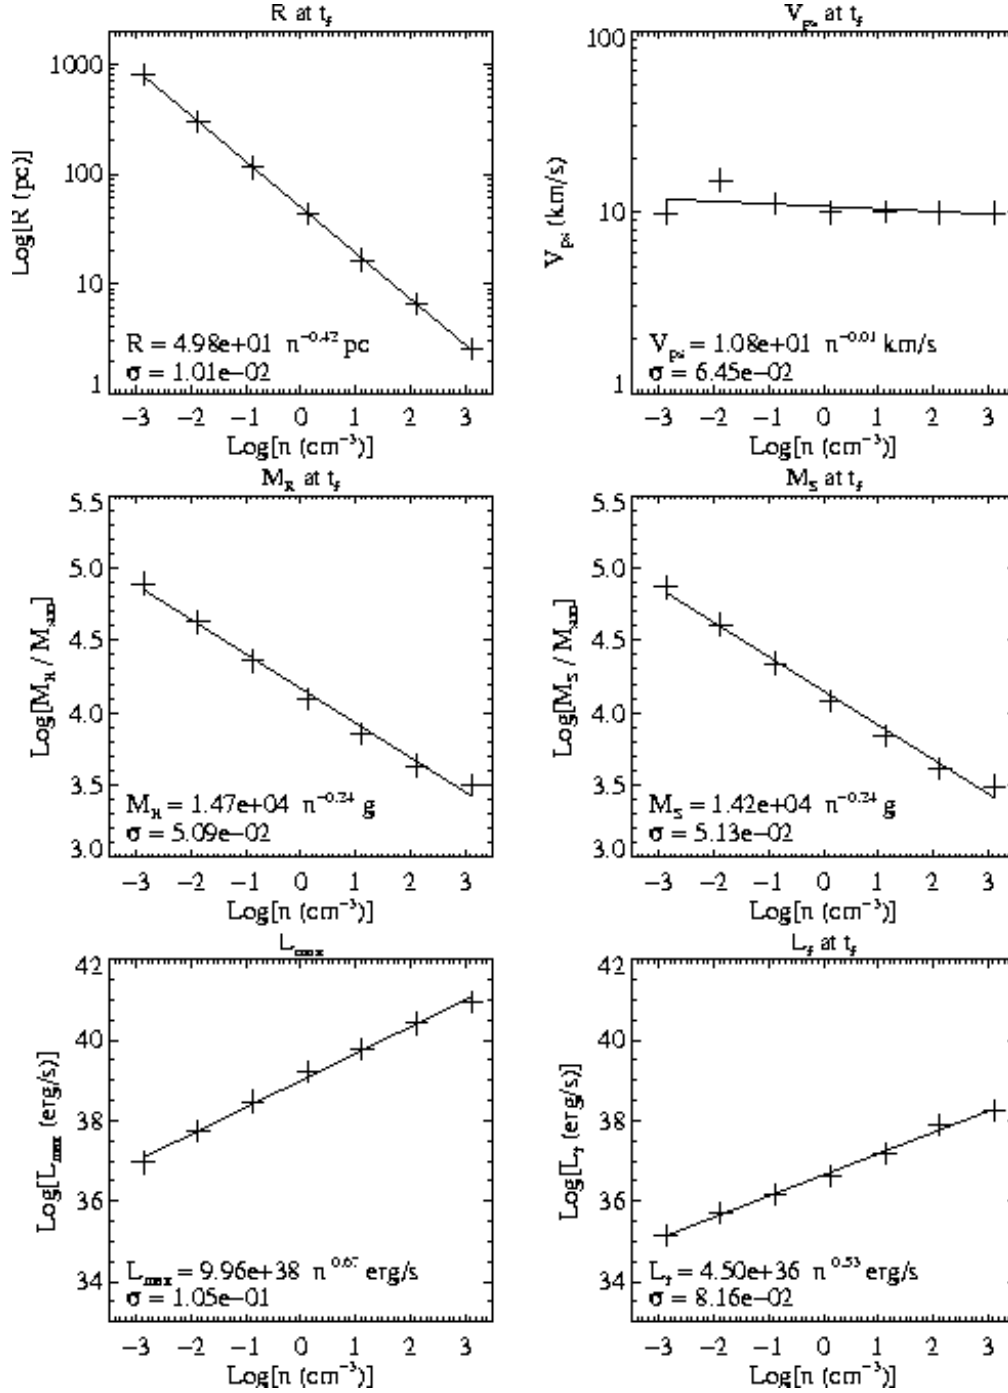 R at t_f
1000
100
10
1
Log[R (pc)]
R = 4.98e+01 n^−0.42 pc
σ = 1.01e−02
−3 −2 −1 0 1 2 3
Log[n (cm^−3)]
V_psi at t_f
100
10
1
V_psi (km/s)
V_psi = 1.08e+01 n^−0.01 km/s
σ = 6.45e−02
−3 −2 −1 0 1 2 3
Log[n (cm^−3)]
M_R at t_f
5.5
5.0
4.5
4.0
3.5
3.0
Log[M_R / M_sun]
M_R = 1.47e+04 n^−0.24 g
σ = 5.09e−02
−3 −2 −1 0 1 2 3
Log[n (cm^−3)]
M_S at t_f
5.5
5.0
4.5
4.0
3.5
3.0
Log[M_S / M_sun]
M_S = 1.42e+04 n^−0.24 g
σ = 5.13e−02
−3 −2 −1 0 1 2 3
Log[n (cm^−3)]
L_max
42
40
38
36
34
Log[L_max (erg/s)]
L_max = 9.96e+38 n^0.67 erg/s
σ = 1.05e−01
−3 −2 −1 0 1 2 3
Log[n (cm^−3)]
L_f at t_f
42
40
38
36
34
Log[L_f (erg/s)]
L_f = 4.50e+36 n^0.53 erg/s
σ = 8.16e−02
−3 −2 −1 0 1 2 3
Log[n (cm^−3)]